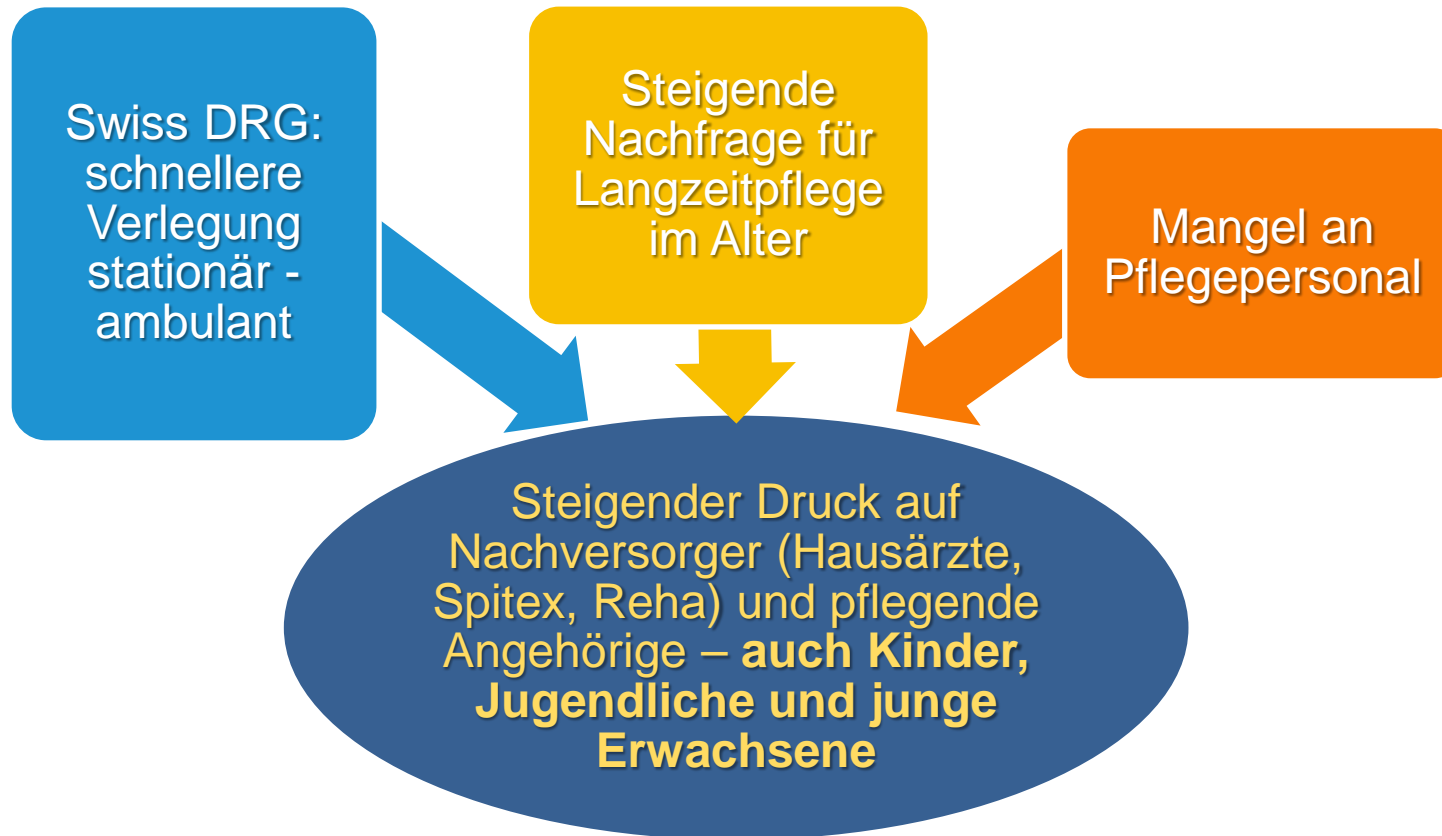 Swiss DRG:
schnellere
Verlegung
stationär -
ambulant
Steigende
Nachfrage für
Langzeitpflege
im Alter
Mangel an
Pflegepersonal
Steigender Druck auf
Nachversorger (Hausärzte,
Spitex, Reha) und pflegende
Angehörige – auch Kinder,
Jugendliche und junge
Erwachsene